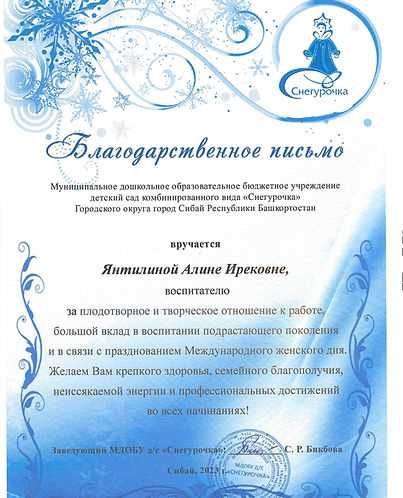 Снегурочка
Благодарственное письмо
Муниципальное дошкольное образовательное бюджетное учреждение
детский сад комбинированного вида «Снегурочка»
Городского округа город Сибай Республики Башкортостан
вручается
Янтилиной Алине Ирековне,
воспитателю
за плодотворное и творческое отношение к работе,
большой вклад в воспитании подрастающего поколения
и в связи с празднованием Международного женского дня.
Желаем Вам крепкого здоровья, семейного благополучия,
неиссякаемой энергии и профессиональных достижений
во всех начинаниях!
Заведующий МДОБУ д/с «Снегурочка»: С. Р. Бикбова
МДОБУ Д/С
«СНЕГУРОЧКА»
Сибай, 2023 г.